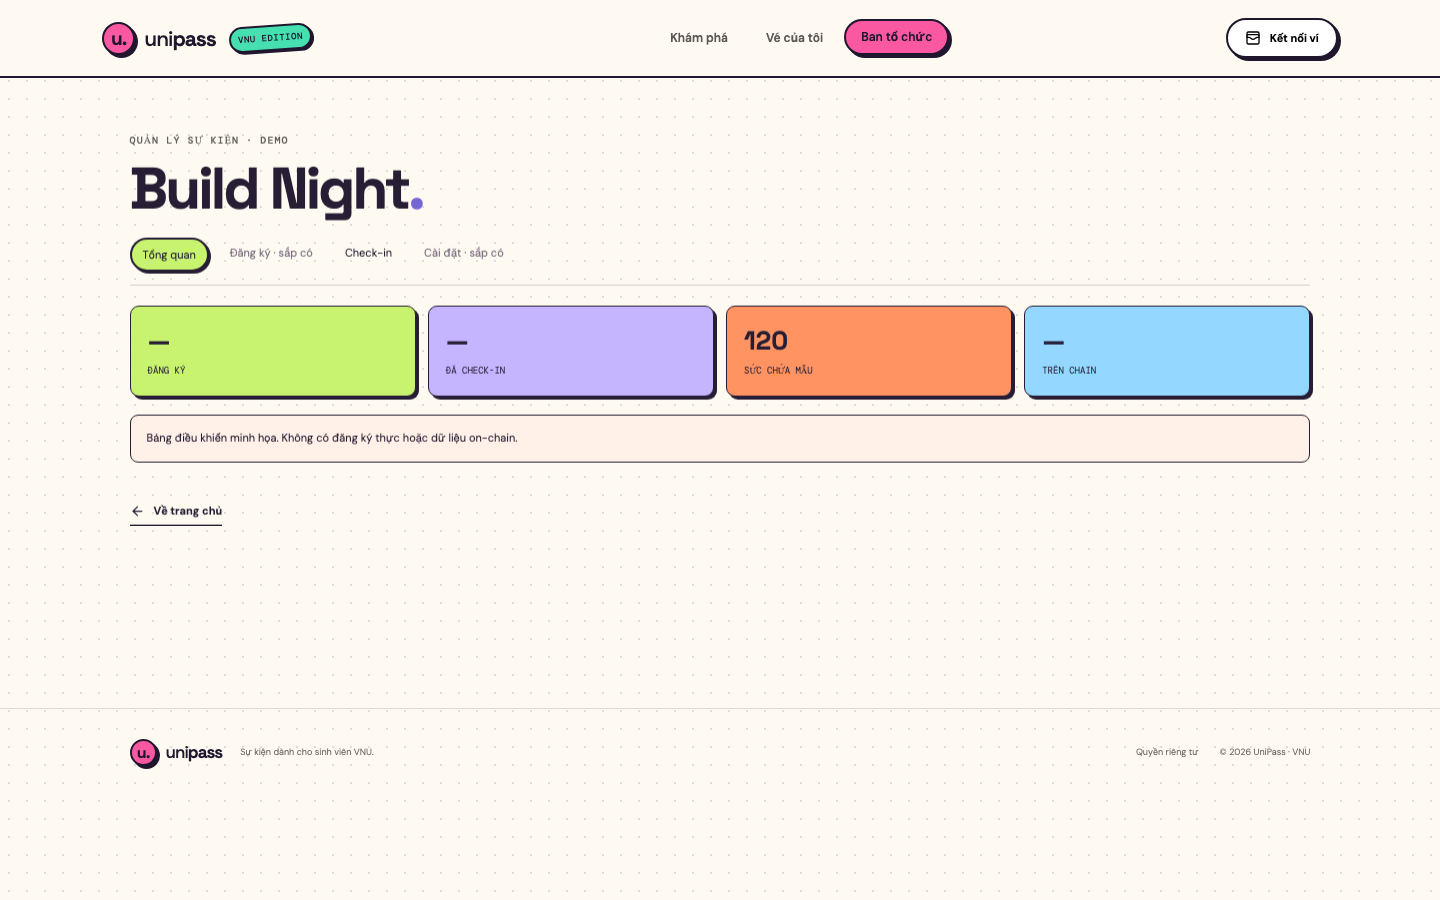 u. unipass VNU EDITION Khám phá Vé của tôi Ban tổ chức Kết nối ví
QUẢN LÝ SỰ KIỆN · DEMO
Build Night.
Tổng quan Đăng ký · sắp có Check-in Cài đặt · sắp có
— — 120 —
ĐĂNG KÝ ĐÃ CHECK-IN SỨC CHỨA MẪU TRÊN CHAIN
Bảng điều khiển minh họa. Không có đăng ký thực hoặc dữ liệu on-chain.
← Về trang chủ
u. unipass Sự kiện dành cho sinh viên VNU. Quyền riêng tư © 2026 UniPass · VNU